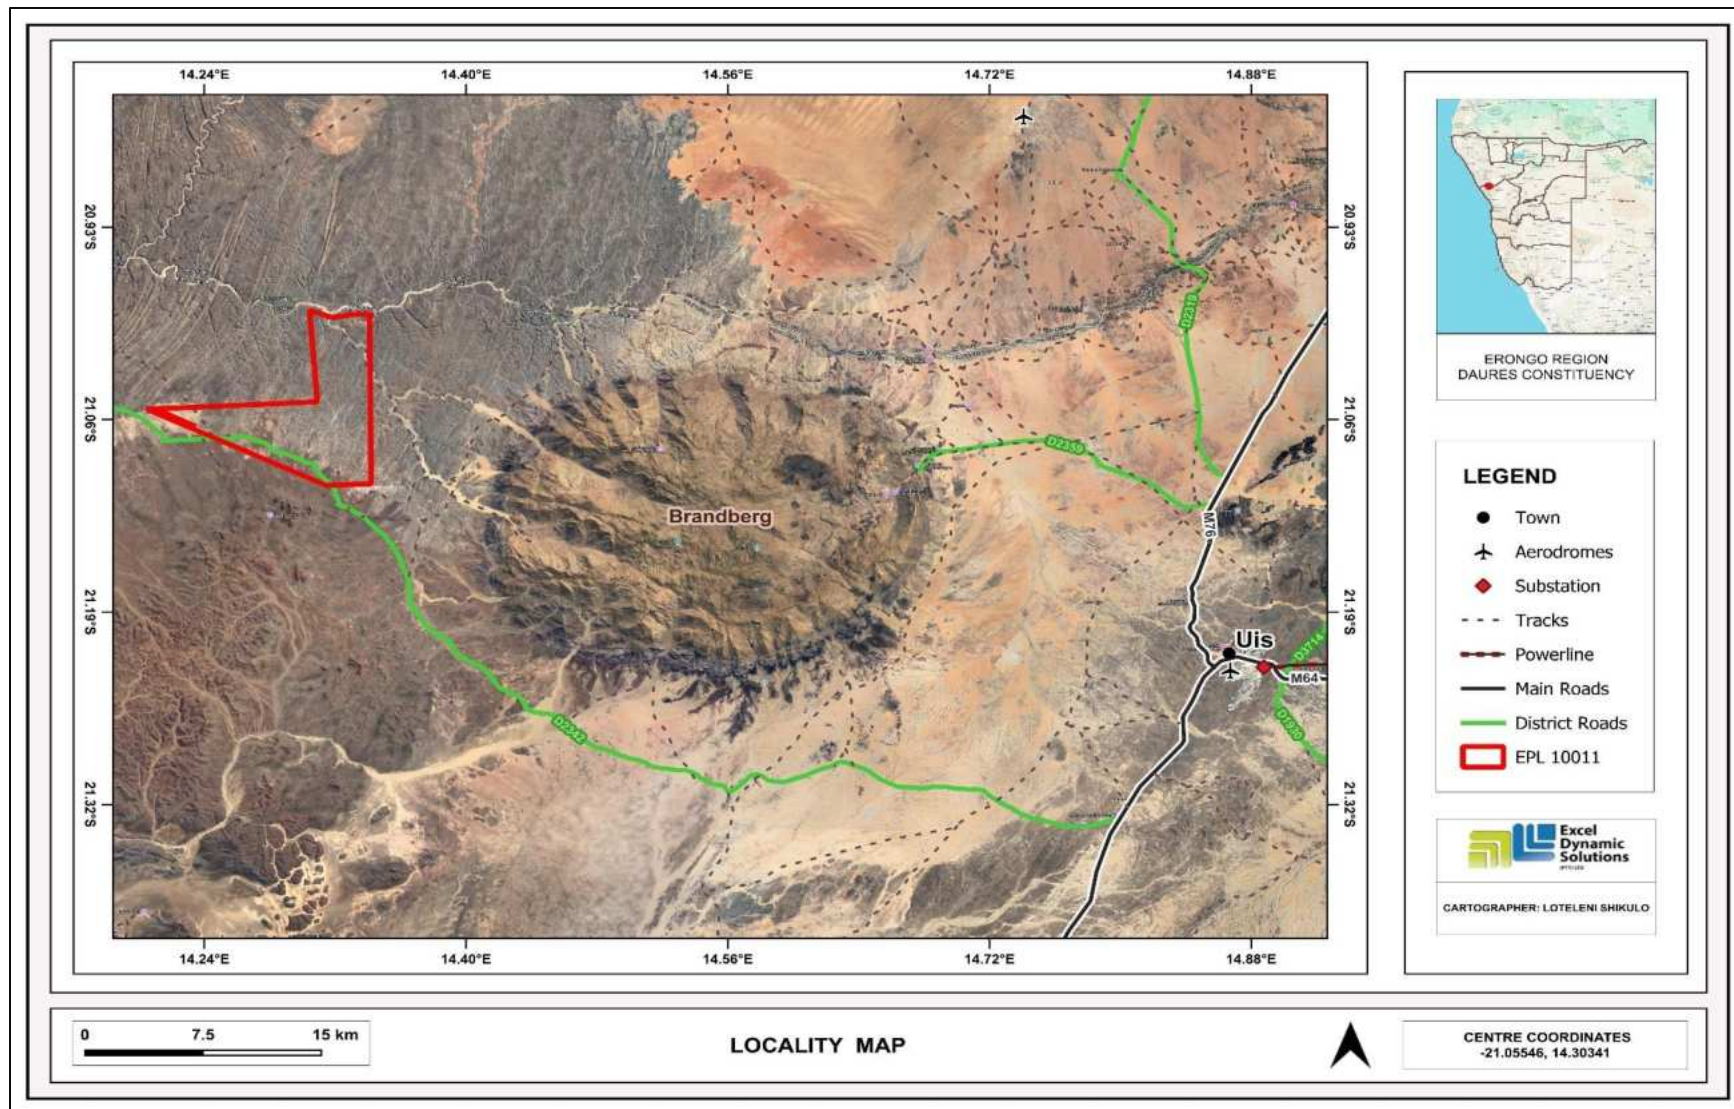 14.24°E 14.40°E 14.56°E 14.72°E 14.88°E
20.93°S 20.93°S
21.06°S 21.06°S
21.19°S 21.19°S
21.32°S 21.32°S
D2319
D2359
Brandberg
M76
Uis
D3714
M64
D1930
D2342
14.24°E 14.40°E 14.56°E 14.72°E 14.88°E
ERONGO REGION
DAURES CONSTITUENCY
LEGEND
Town
Aerodromes
Substation
Tracks
Powerline
Main Roads
District Roads
EPL 10011
Excel
Dynamic
Solutions
(PTY) LTD
CARTOGRAPHER: LOTELENI SHIKULO
0 7.5 15 km
LOCALITY MAP
CENTRE COORDINATES
-21.05546, 14.30341